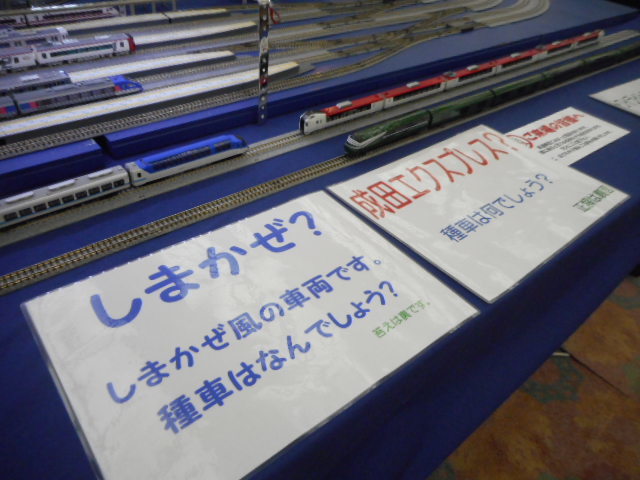 しまかぜ?
しまかぜ風の車両です。
種車はなんでしょう?
答えは裏です。
成田エクスプレス?
種車は何でしょう?